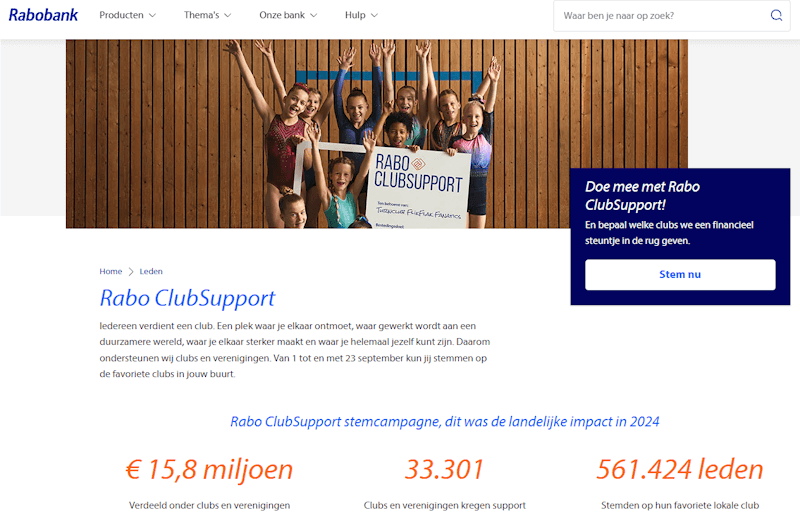 Rabobank
Producten
Thema's
Onze bank
Hulp
Waar ben je naar op zoek?
RABO
CLUBSUPPORT
Ten behoeve van:
Turnclub FlikFlak Fanatics
Doe mee met Rabo
ClubSupport!
En bepaal welke clubs we een financieel
steuntje in de rug geven.
Stem nu
Home
Leden
Rabo ClubSupport
Iedereen verdient een club. Een plek waar je elkaar ontmoet, waar gewerkt wordt aan een
duurzamere wereld, waar je elkaar sterker maakt en waar je helemaal jezelf kunt zijn. Daarom
ondersteunen wij clubs en verenigingen. Van 1 tot en met 23 september kun jij stemmen op
de favoriete clubs in jouw buurt.
Rabo ClubSupport stemcampagne, dit was de landelijke impact in 2024
€ 15,8 miljoen
33.301
561.424 leden
Verdeeld onder clubs en verenigingen
Clubs en verenigingen kregen support
Stemden op hun favoriete lokale club